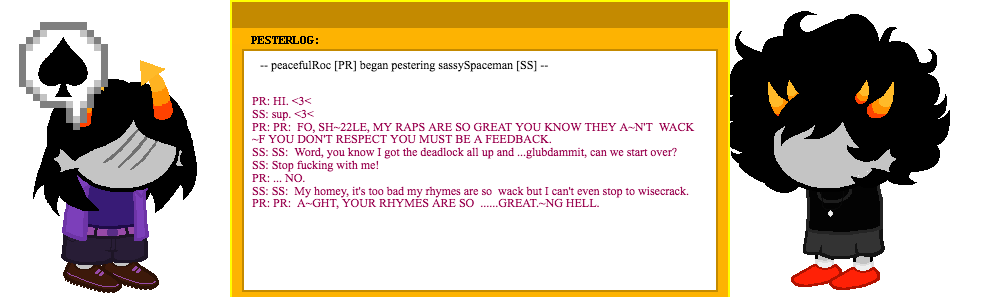 PESTERLOG:
-- peacefulRoc [PR] began pestering sassySpaceman [SS] --
PR: HI. <3<
SS: sup. <3<
PR: PR:  FO, SH~22LE, MY RAPS ARE SO GREAT YOU KNOW THEY A~N'T  WACK
~F YOU DON'T RESPECT YOU MUST BE A FEEDBACK.
SS: SS:  Word, you know I got the deadlock all up and ...glubdammit, can we start over?
SS: Stop fucking with me!
PR: ... NO.
SS: SS:  My homey, it's too bad my rhymes are so  wack but I can't even stop to wisecrack.
PR: PR:  A~GHT, YOUR RHYMES ARE SO  ......GREAT.~NG HELL.